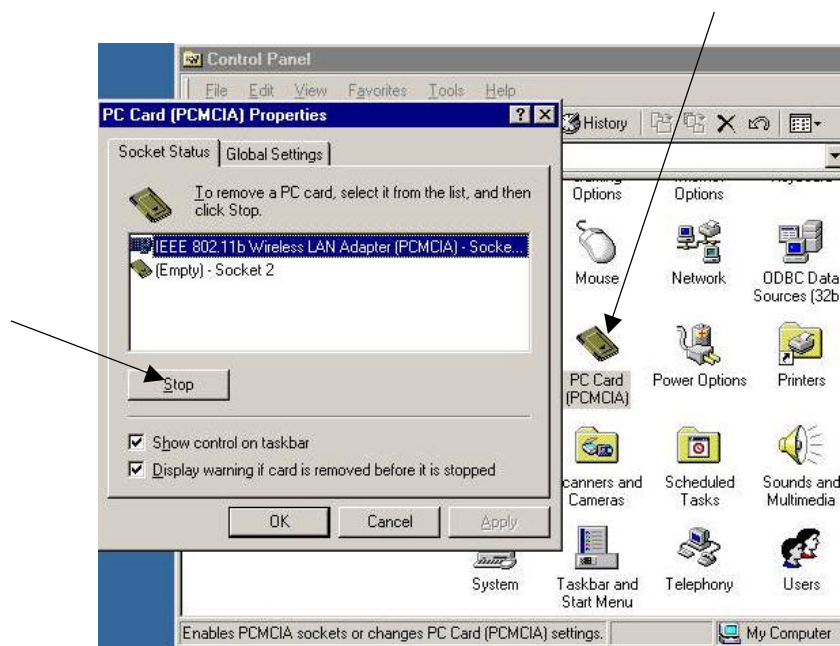 Control Panel
File Edit View Favorites Tools Help
PC Card (PCMCIA) Properties
History
Socket Status
Global Settings
To remove a PC card, select it from the list, and then
click Stop.
IEEE 802.11b Wireless LAN Adapter (PCMCIA) - Socke...
(Empty) - Socket 2
Stop
Show control on taskbar
Display warning if card is removed before it is stopped
OK
Cancel
Apply
Options
Options
Mouse
Network
ODBC Data
Sources (32b
PC Card
(PCMCIA)
Power Options
Printers
canners and
Cameras
Scheduled
Tasks
Sounds and
Multimedia
System
Taskbar and
Start Menu
Telephony
Users
Enables PCMCIA sockets or changes PC Card (PCMCIA) settings.
My Computer